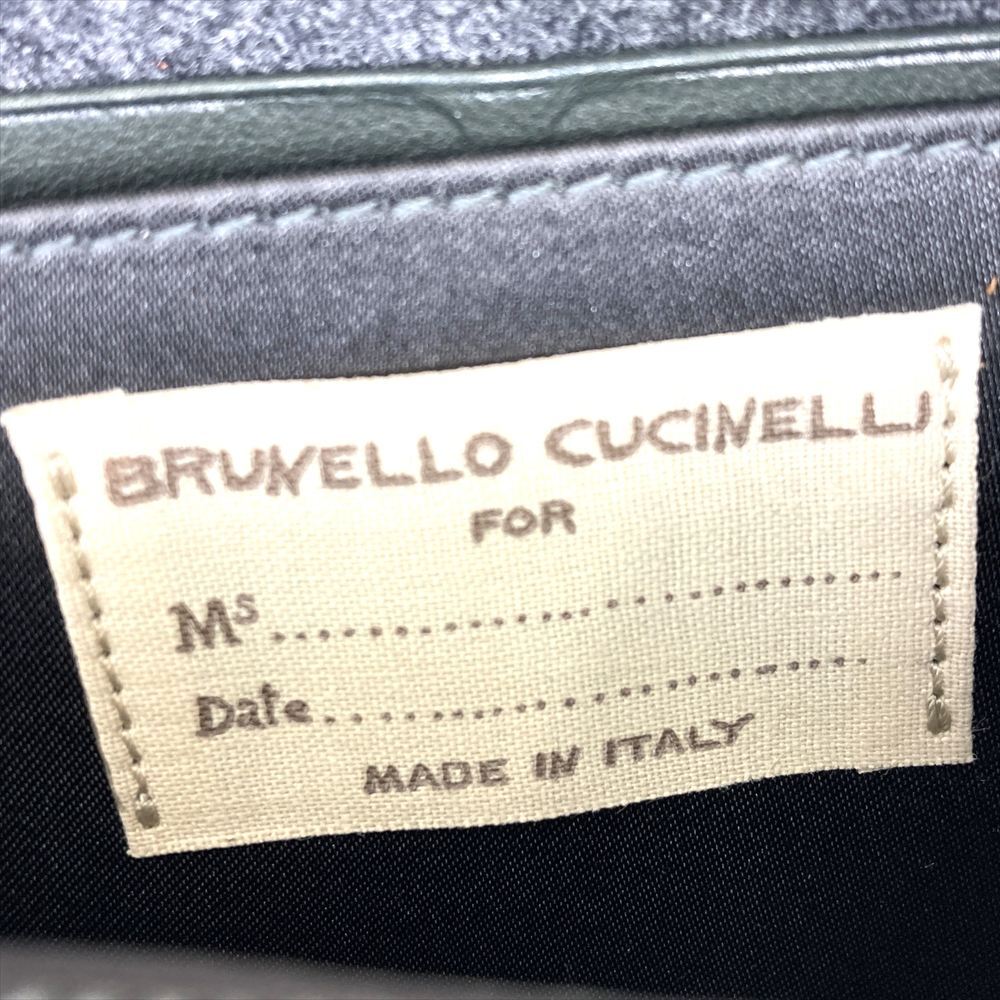 BRUNELLO CUCINELLI
FOR
Ms....................................
Date................................
MADE IN ITALY